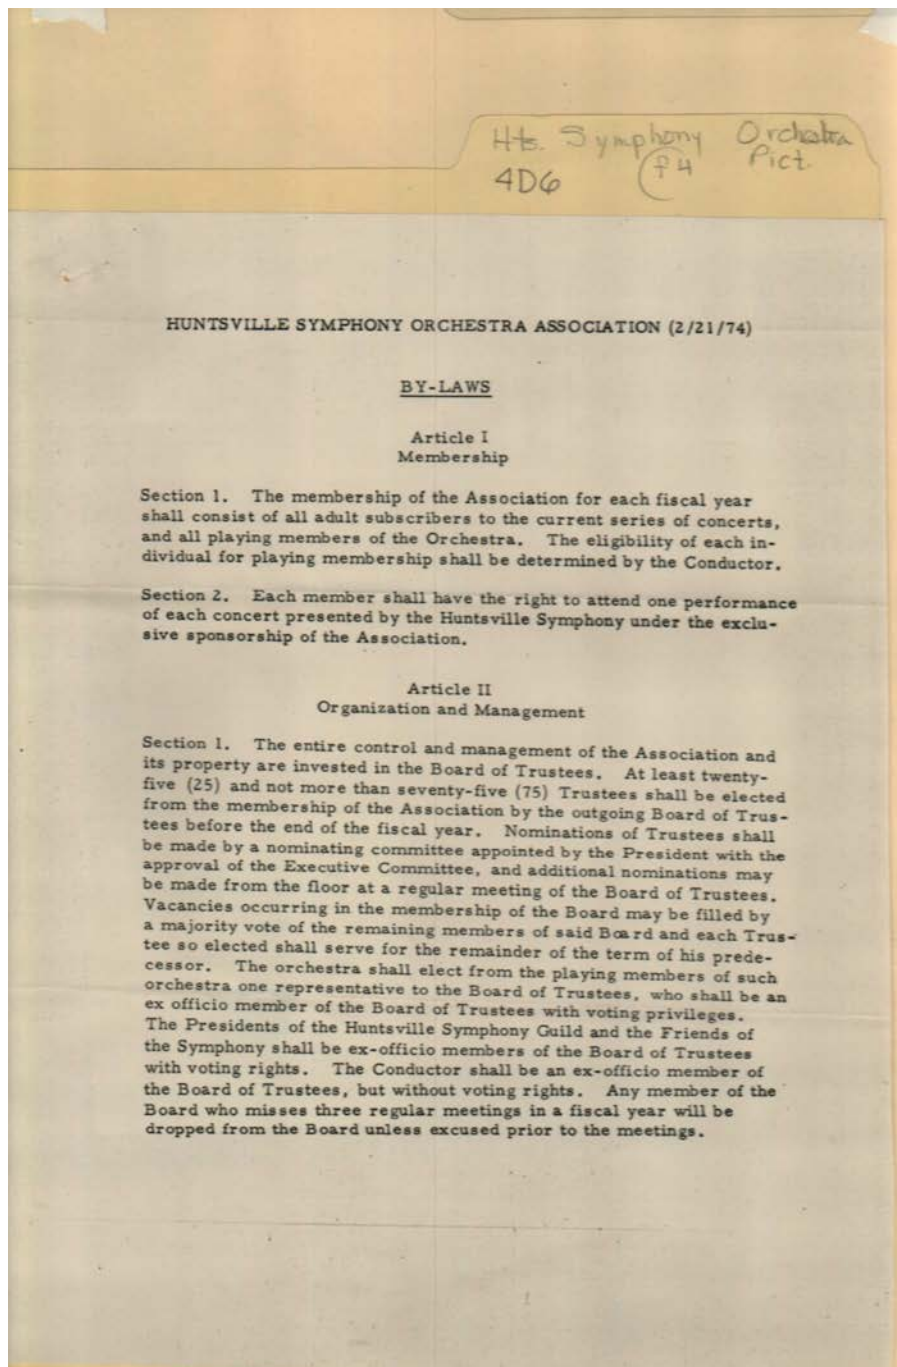 Hts. Symphony Orchestra
f4 Pict.
4D6
HUNTSVILLE SYMPHONY ORCHESTRA ASSOCIATION (2/21/74)
BY-LAWS
Article I
Membership
Section 1. The membership of the Association for each fiscal year
shall consist of all adult subscribers to the current series of concerts,
and all playing members of the Orchestra. The eligibility of each in-
dividual for playing membership shall be determined by the Conductor.
Section 2. Each member shall have the right to attend one performance
of each concert presented by the Huntsville Symphony under the exclu-
sive sponsorship of the Association.
Article II
Organization and Management
Section 1. The entire control and management of the Association and
its property are invested in the Board of Trustees. At least twenty-
five (25) and not more than seventy-five (75) Trustees shall be elected
from the membership of the Association by the outgoing Board of Trus-
tees before the end of the fiscal year. Nominations of Trustees shall
be made by a nominating committee appointed by the President with the
approval of the Executive Committee, and additional nominations may
be made from the floor at a regular meeting of the Board of Trustees.
Vacancies occurring in the membership of the Board may be filled by
a majority vote of the remaining members of said Board and each Trus-
tee so elected shall serve for the remainder of the term of his prede-
cessor. The orchestra shall elect from the playing members of such
orchestra one representative to the Board of Trustees, who shall be an
ex officio member of the Board of Trustees with voting privileges.
The Presidents of the Huntsville Symphony Guild and the Friends of
the Symphony shall be ex-officio members of the Board of Trustees
with voting rights. The Conductor shall be an ex-officio member of
the Board of Trustees, but without voting rights. Any member of the
Board who misses three regular meetings in a fiscal year will be
dropped from the Board unless excused prior to the meetings.